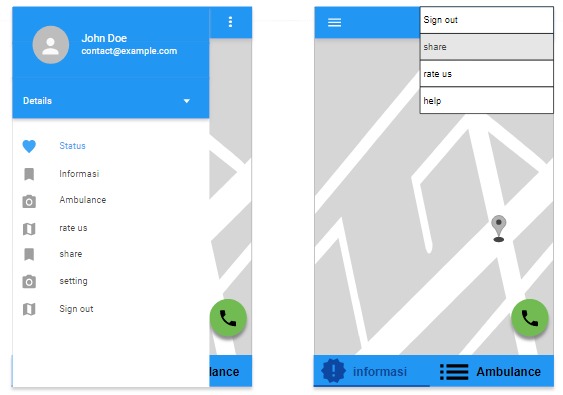 John Doe
contact@example.com
Details
Status
Informasi
Ambulance
rate us
share
setting
Sign out
lance
Sign out
share
rate us
help
informasi
Ambulance